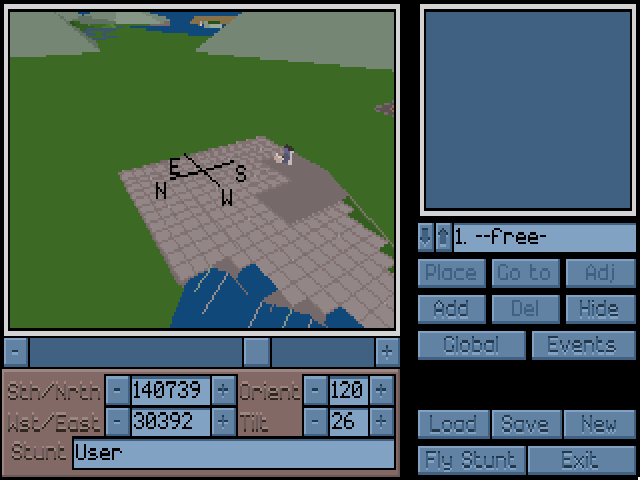 E
S
N
W
1. --free-
Place Go to Adj
Add Del Hide
Global Events
- +
Sth/Nrth - 140739 + Orient - 120 +
Wst/East - 30392 + Tilt - 26 +
Stunt User
Load Save New
Fly Stunt Exit